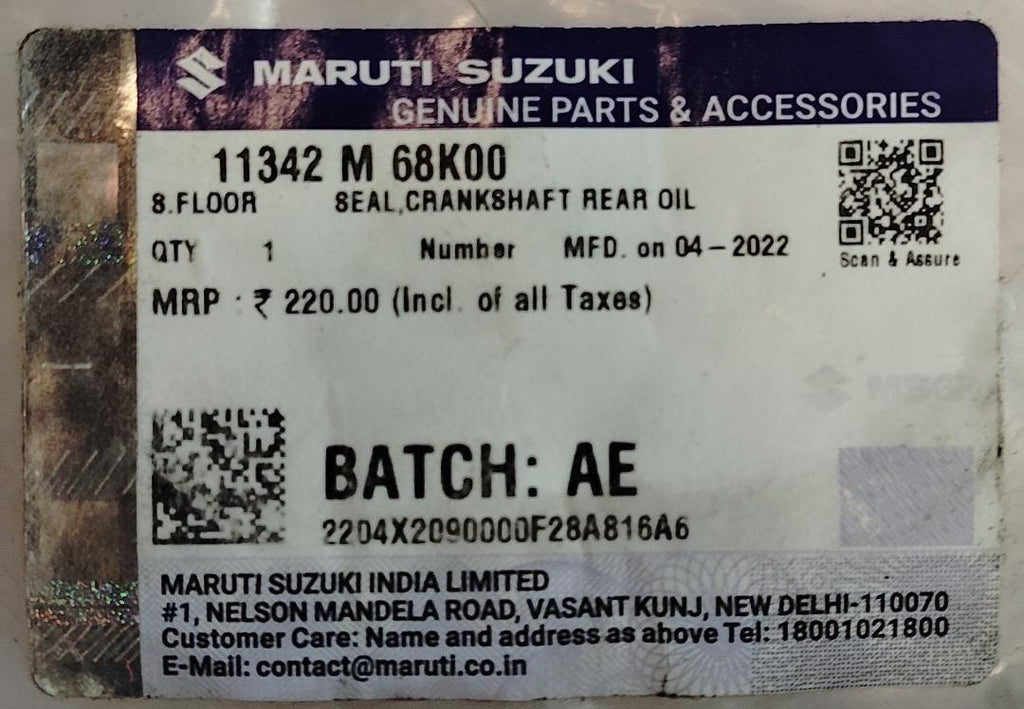 MARUTI SUZUKI
GENUINE PARTS & ACCESSORIES
11342 M 68K00
8.FLOOR SEAL,CRANKSHAFT REAR OIL
QTY 1 Number MFD. on 04-2022
Scan & Assure
MRP : ₹ 220.00 (Incl. of all Taxes)
MSGP
BATCH: AE
2204X2090000F28A816A6
MARUTI SUZUKI INDIA LIMITED
#1, NELSON MANDELA ROAD, VASANT KUNJ, NEW DELHI-110070
Customer Care: Name and address as above Tel: 18001021800
E-Mail: contact@maruti.co.in